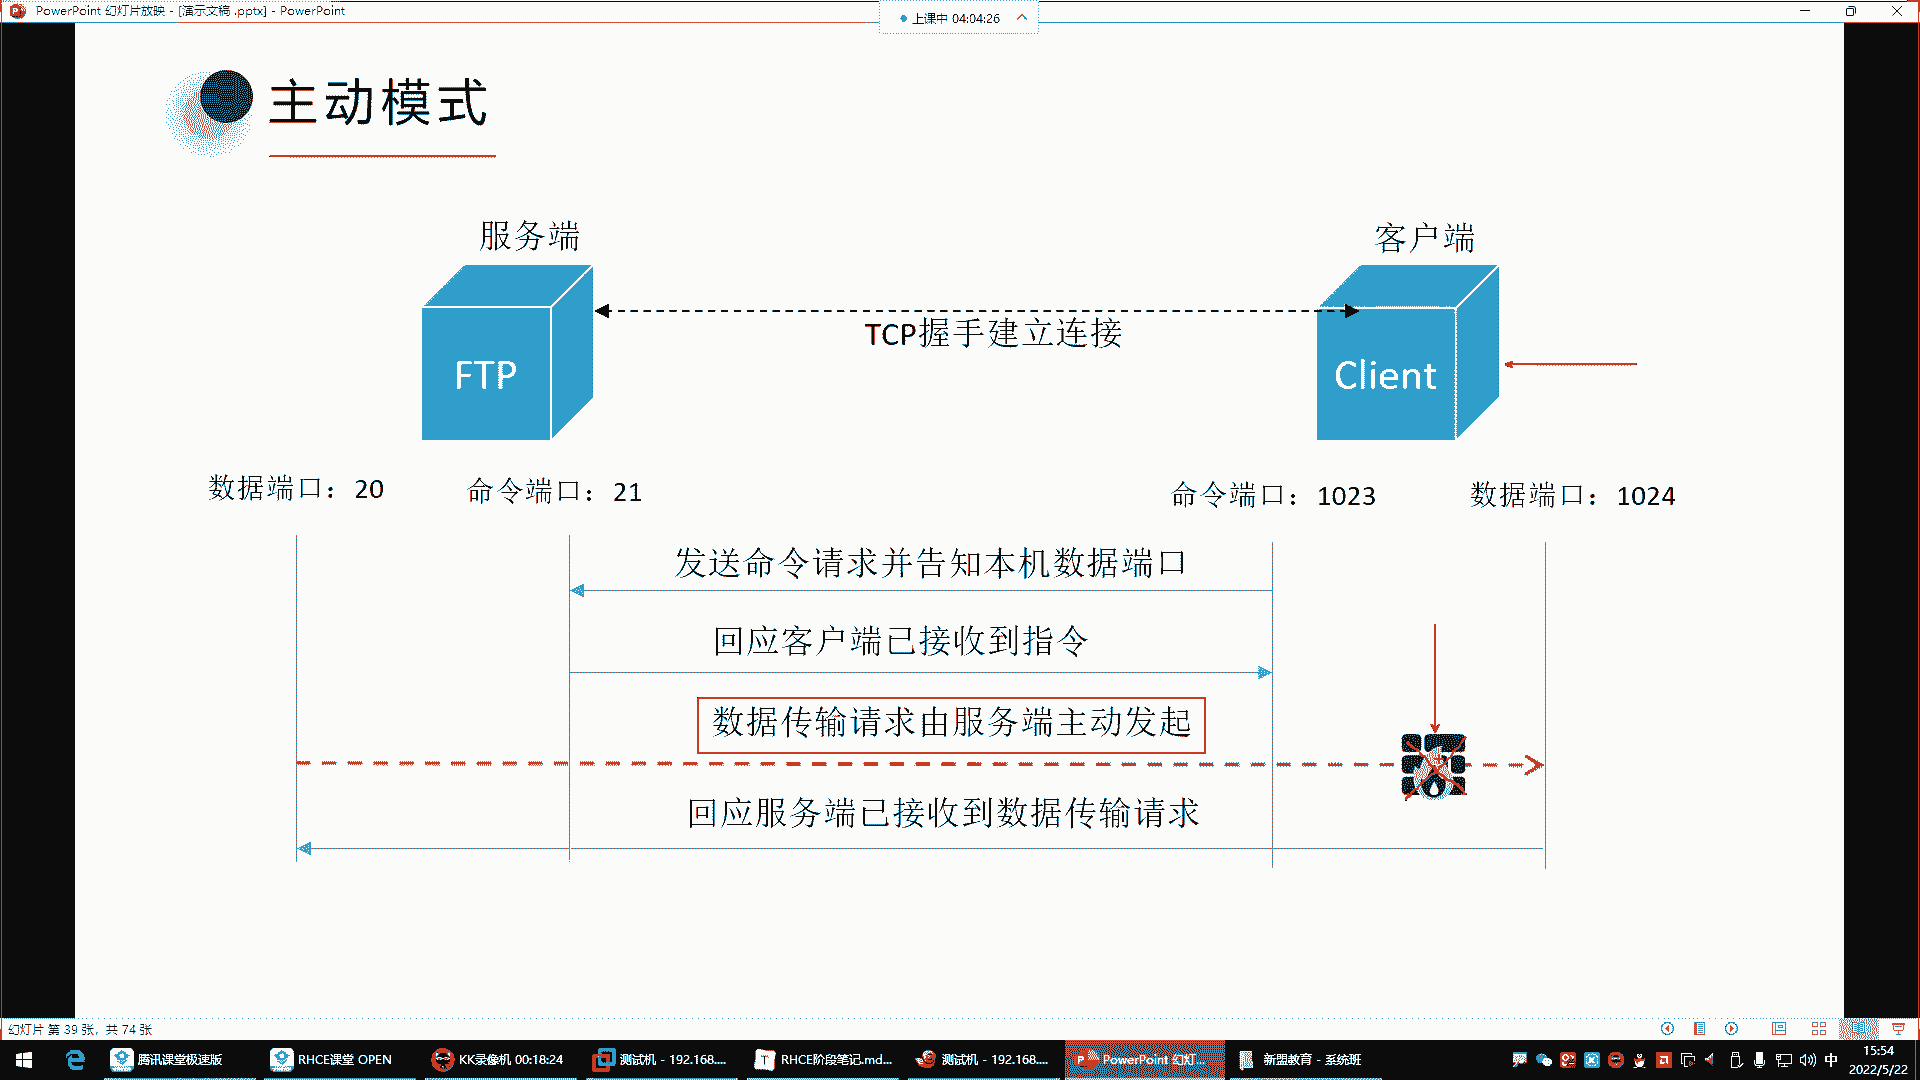 PowerPoint 幻灯片放映 - [演示文稿 .pptx] - PowerPoint
上课中 04:04:26
主动模式
服务端
客户端
TCP握手建立连接
FTP
Client
数据端口：20
命令端口：21
命令端口：1023
数据端口：1024
发送命令请求并告知本机数据端口
回应客户端已接收到指令
数据传输请求由服务端主动发起
回应服务端已接收到数据传输请求
幻灯片 第 39 张，共 74 张
腾讯课堂极速版
RHCE课堂 OPEN
KK录像机 00:18:24
测试机 - 192.168....
RHCE阶段笔记.md...
测试机 - 192.168....
PowerPoint 幻灯...
新盟教育 - 系统班
中
15:54
2022/5/22